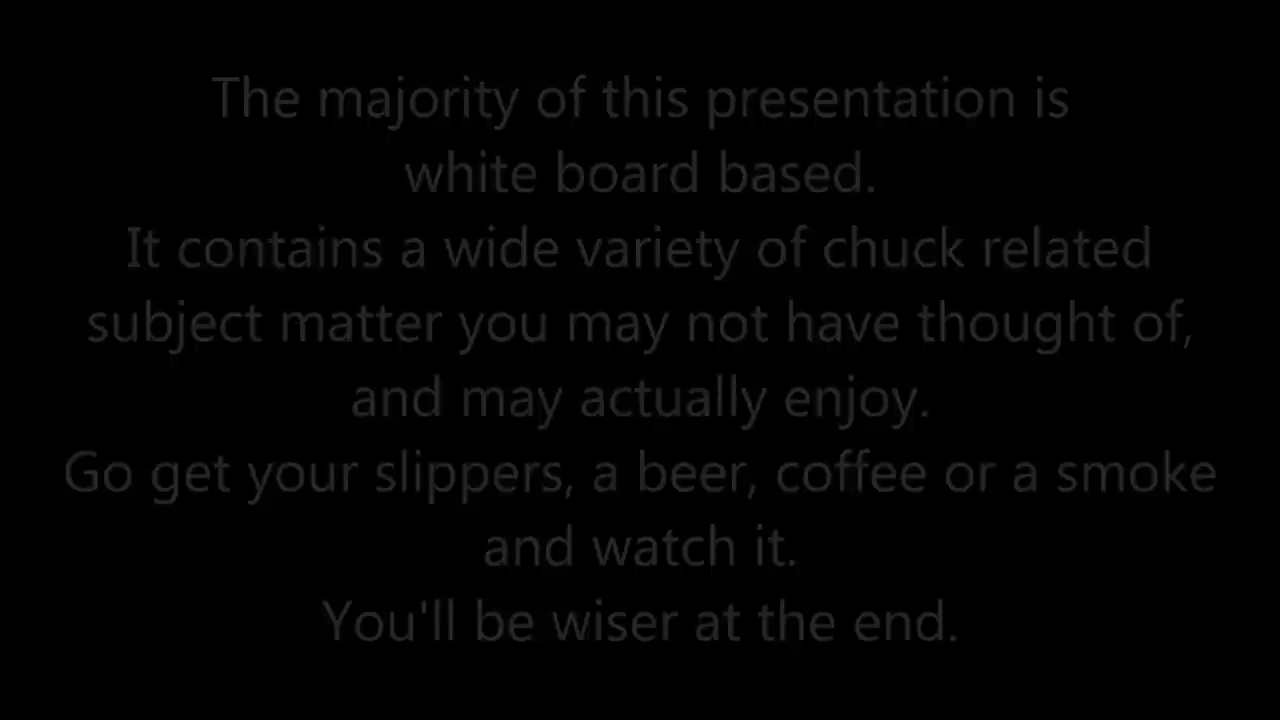 The majority of this presentation is
white board based.
It contains a wide variety of chuck related
subject matter you may not have thought of,
and may actually enjoy.
Go get your slippers, a beer, coffee or a smoke
and watch it.
You'll be wiser at the end.